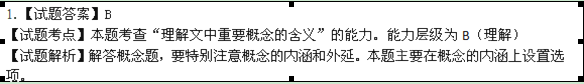 1.【试题答案】B
【试题考点】本题考查“理解文中重要概念的含义”的能力。能力层级为 B（理解）
【试题解析】解答概念题，要特别注意概念的内涵和外延。本题主要在概念的内涵上设置选
项。